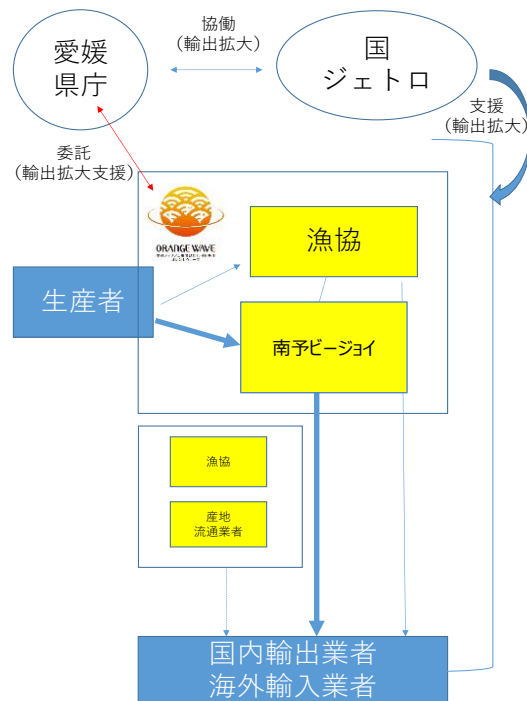 協働
(輸出拡大)
愛媛
県庁
国
ジェトロ
支援
(輸出拡大)
委託
(輸出拡大支援)
ORANGE WAVE
漁協
生産者
南予ビージョイ
漁協
産地
流通業者
国内輸出業者
海外輸入業者